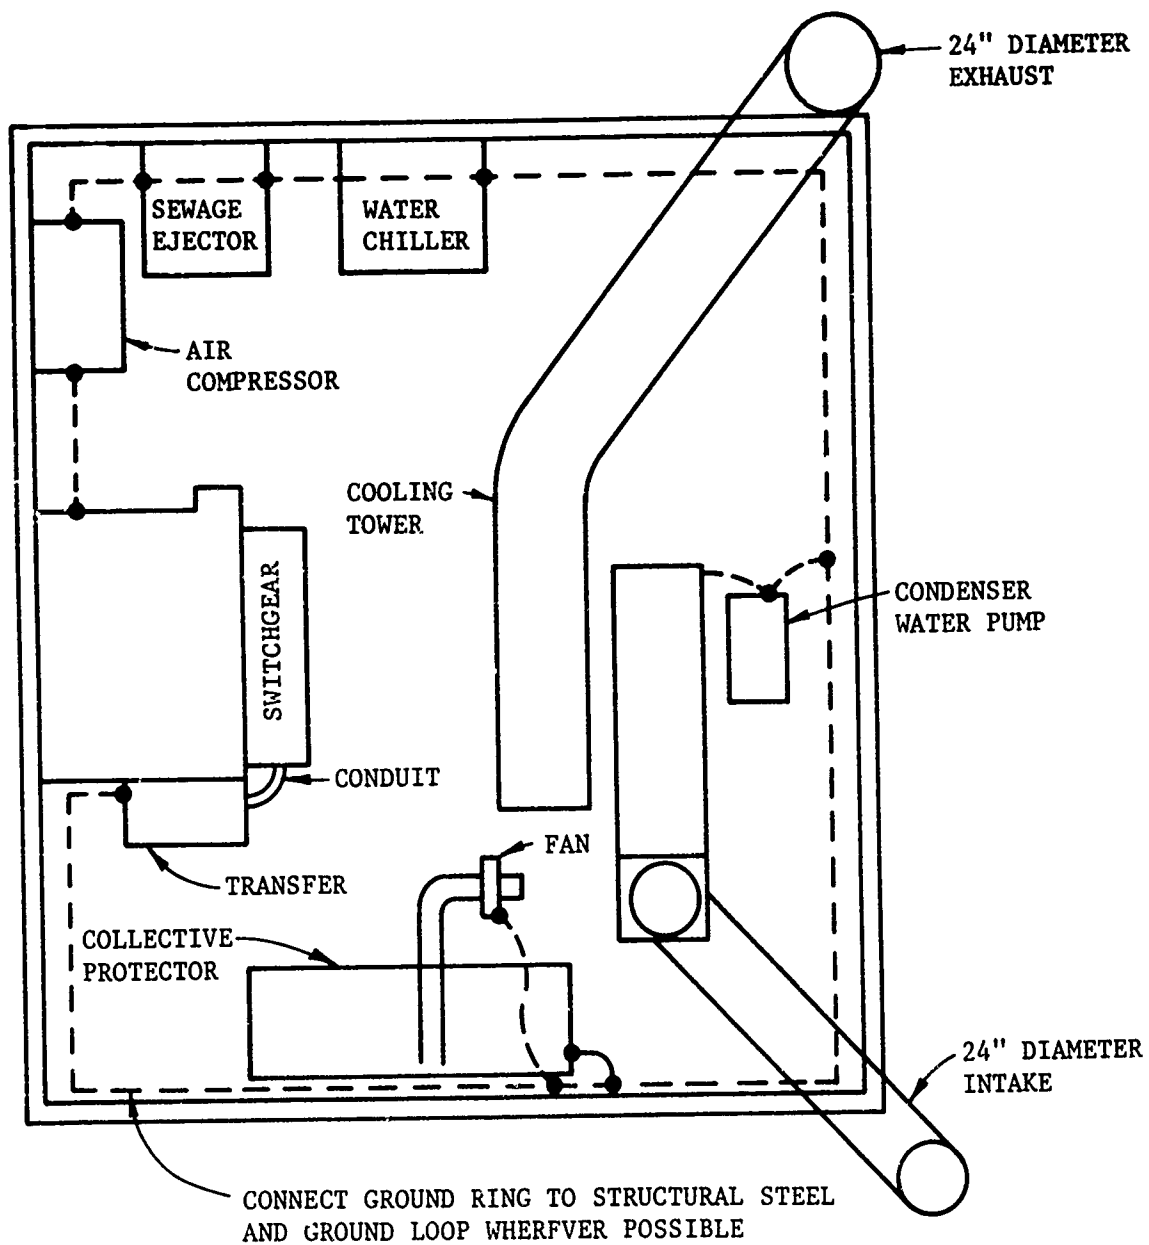 24" DIAMETER
EXHAUST
SEWAGE
EJECTOR
WATER
CHILLER
AIR
COMPRESSOR
COOLING
TOWER
SWITCHGEAR
CONDENSER
WATER PUMP
CONDUIT
FAN
TRANSFER
COLLECTIVE
PROTECTOR
24" DIAMETER
INTAKE
CONNECT GROUND RING TO STRUCTURAL STEEL
AND GROUND LOOP WHERFVER POSSIBLE